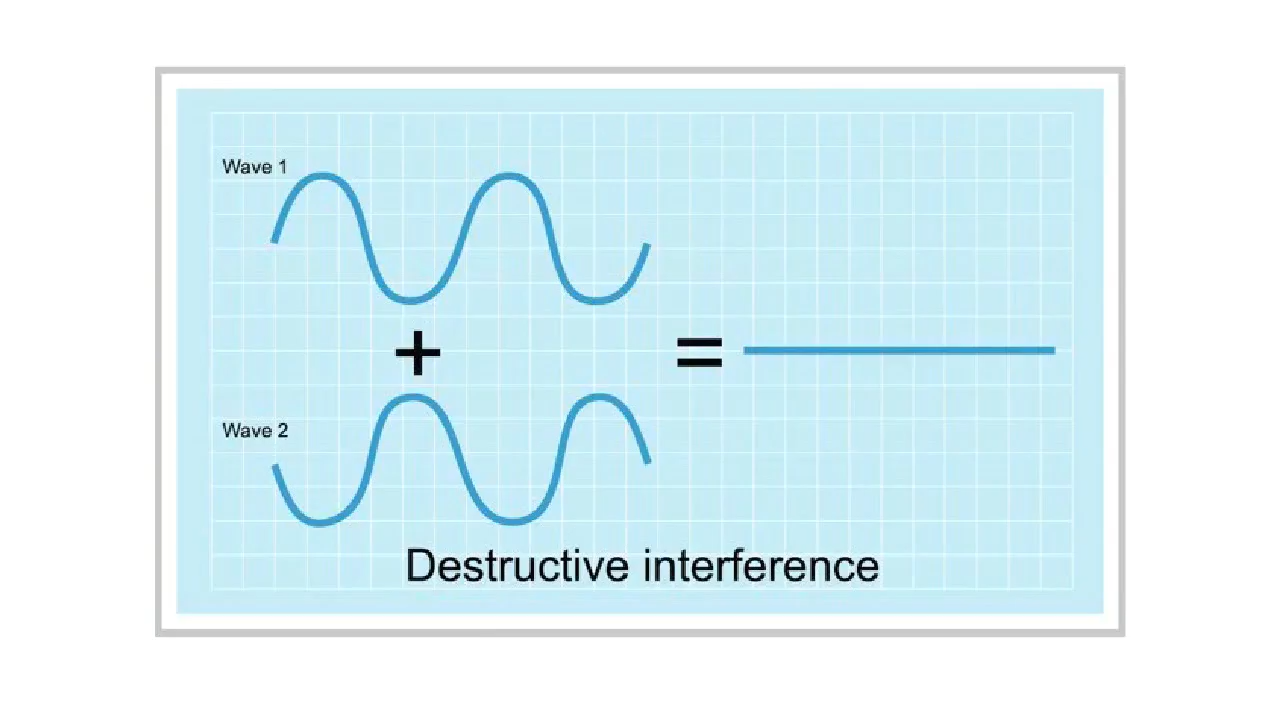 Wave 1
+
=
Wave 2
Destructive interference